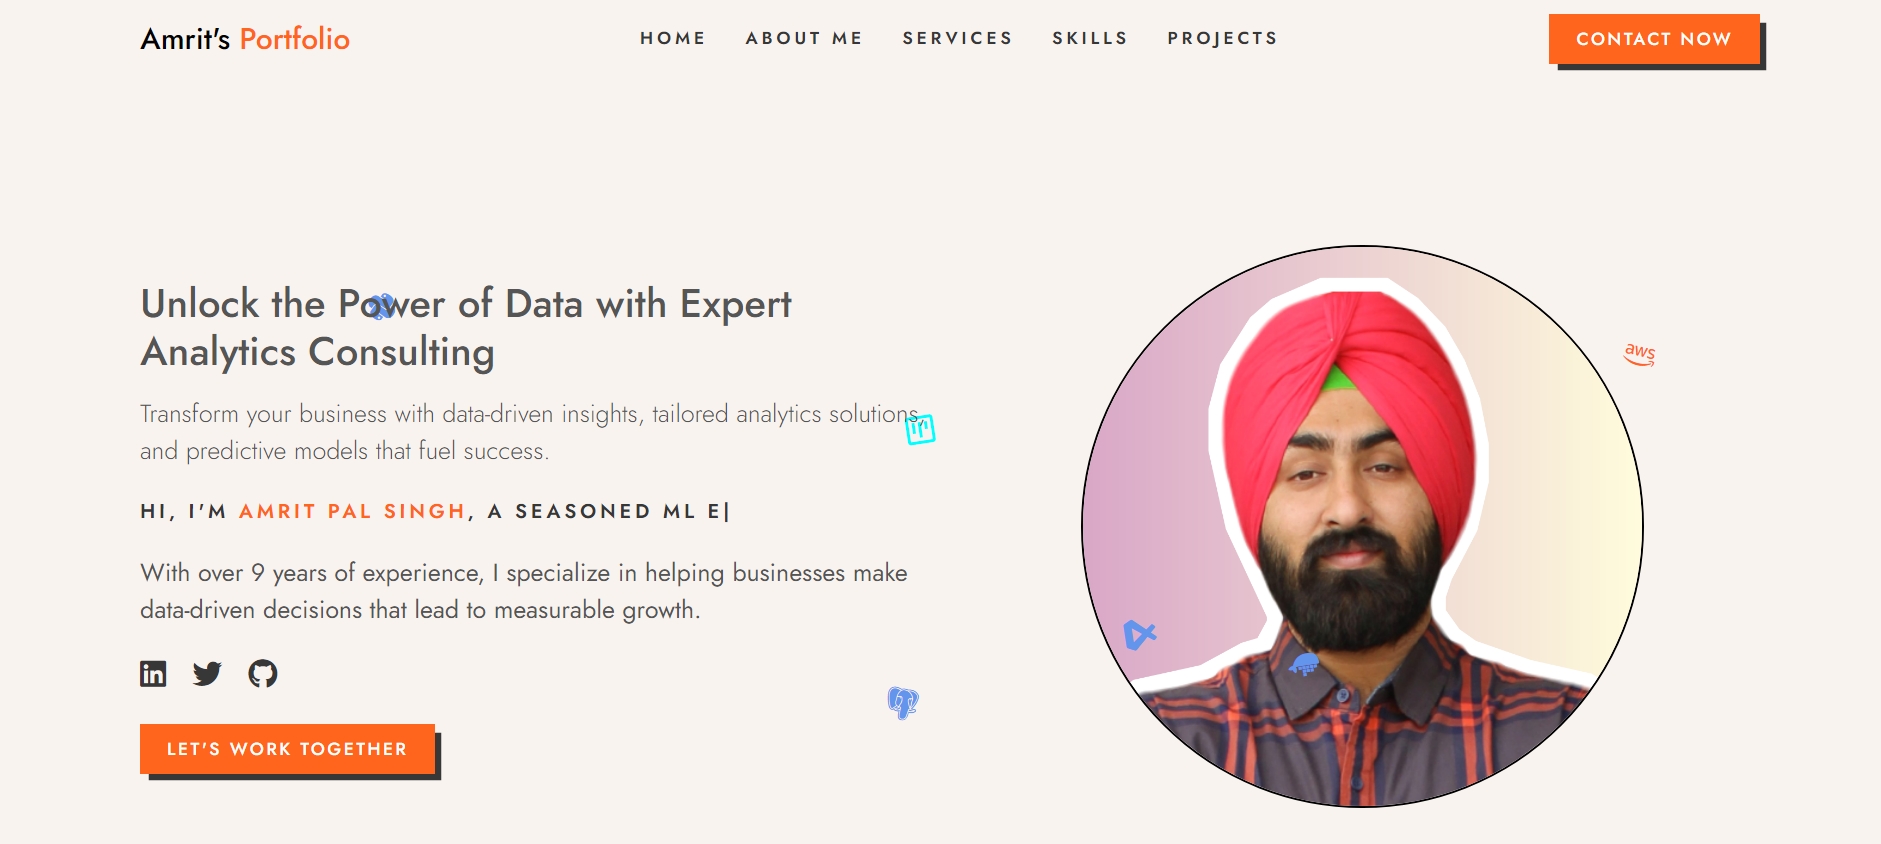 Amrit's Portfolio
HOME ABOUT ME SERVICES SKILLS PROJECTS
CONTACT NOW
Unlock the Power of Data with Expert
Analytics Consulting
Transform your business with data-driven insights, tailored analytics solutions,
and predictive models that fuel success.
HI, I'M AMRIT PAL SINGH, A SEASONED ML E|
With over 9 years of experience, I specialize in helping businesses make
data-driven decisions that lead to measurable growth.
in
LET'S WORK TOGETHER
aws